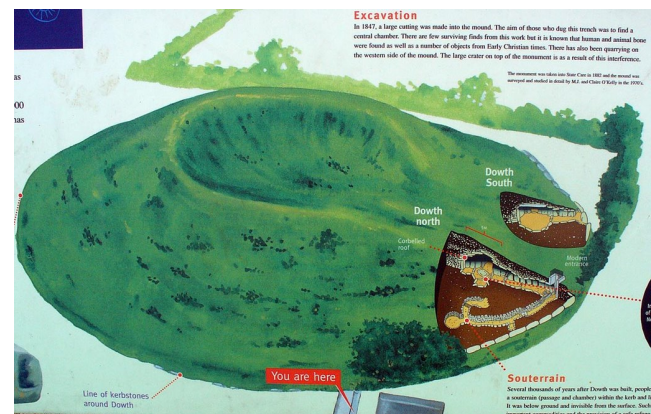 Excavation
In 1847, a large cutting was made into the mound. The aim of those who dug this trench was to find a
central chamber. There are few surviving finds from this work but it is known that human and animal bone
were found as well as a number of objects from Early Christian times. There has also been quarrying on
the western side of the mound. The large crater on top of the monument is as a result of this interference.
The monument was taken into State Care in 1882 and the mound was
surveyed and studied in detail by M.J. and Claire O'Kelly in the 1970's.
as
00
nas
Dowth
South
Dowth
north
Corbelled
roof
Modern
entrance
of
You are here
Line of kerbstones
around Dowth
Souterrain
Several thousands of years after Dowth was built, people
a souterrain (passage and chamber) within the kerb and
It was below ground and invisible from the surface. Such